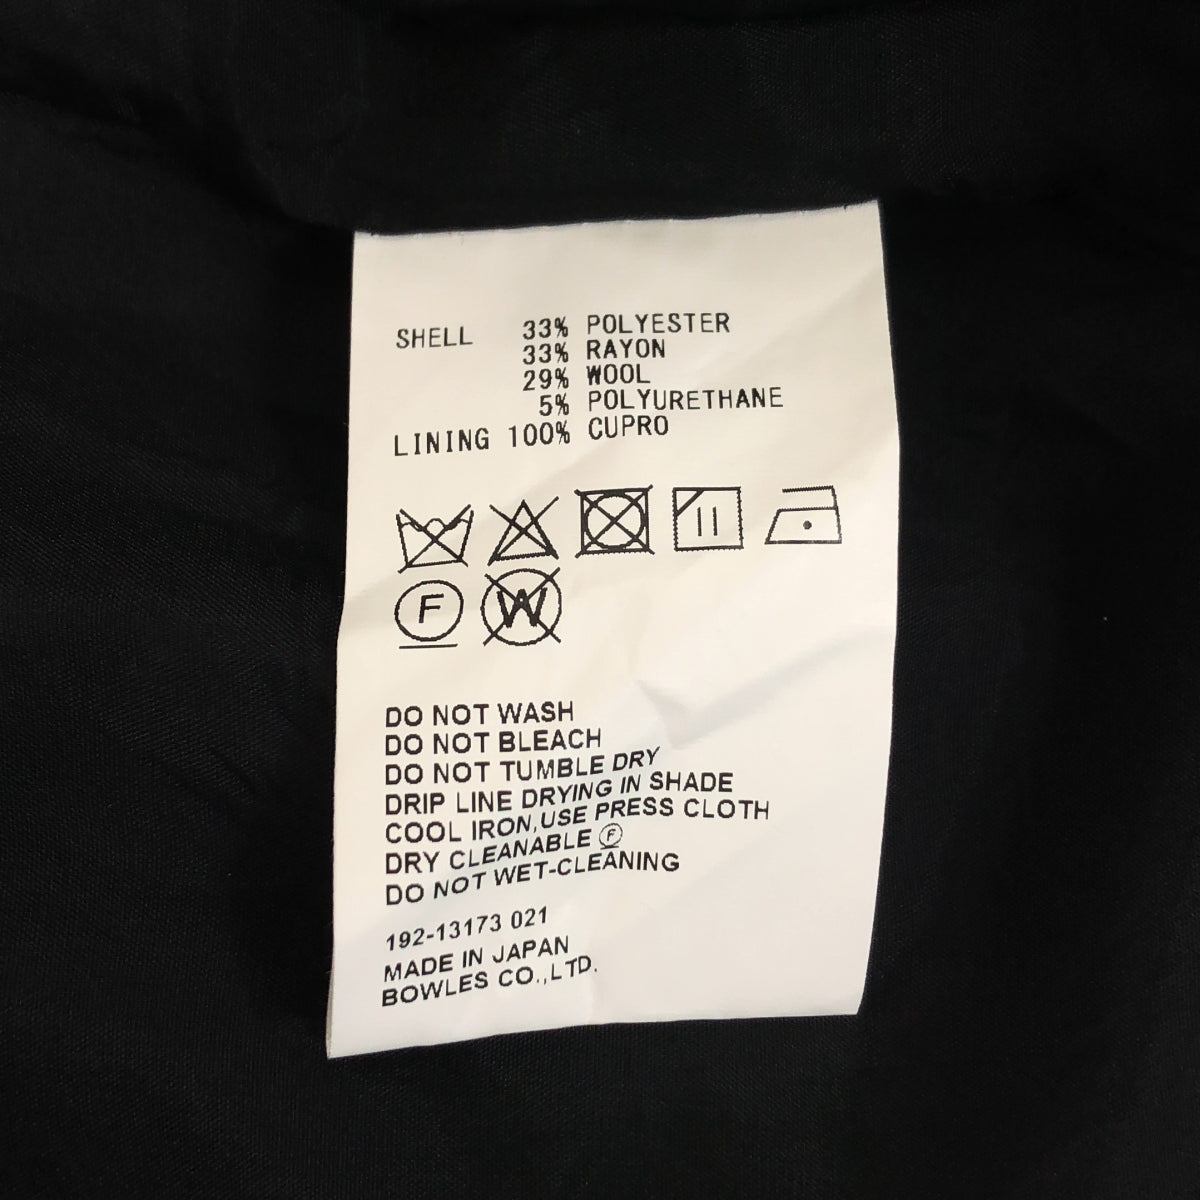 SHELL 33% POLYESTER
33% RAYON
29% WOOL
5% POLYURETHANE
LINING 100% CUPRO
F W
DO NOT WASH
DO NOT BLEACH
DO NOT TUMBLE DRY
DRIP LINE DRYING IN SHADE
COOL IRON,USE PRESS CLOTH
DRY CLEANABLE Ⓕ
DO NOT WET-CLEANING
192-13173 021
MADE IN JAPAN
BOWLES CO.,LTD.